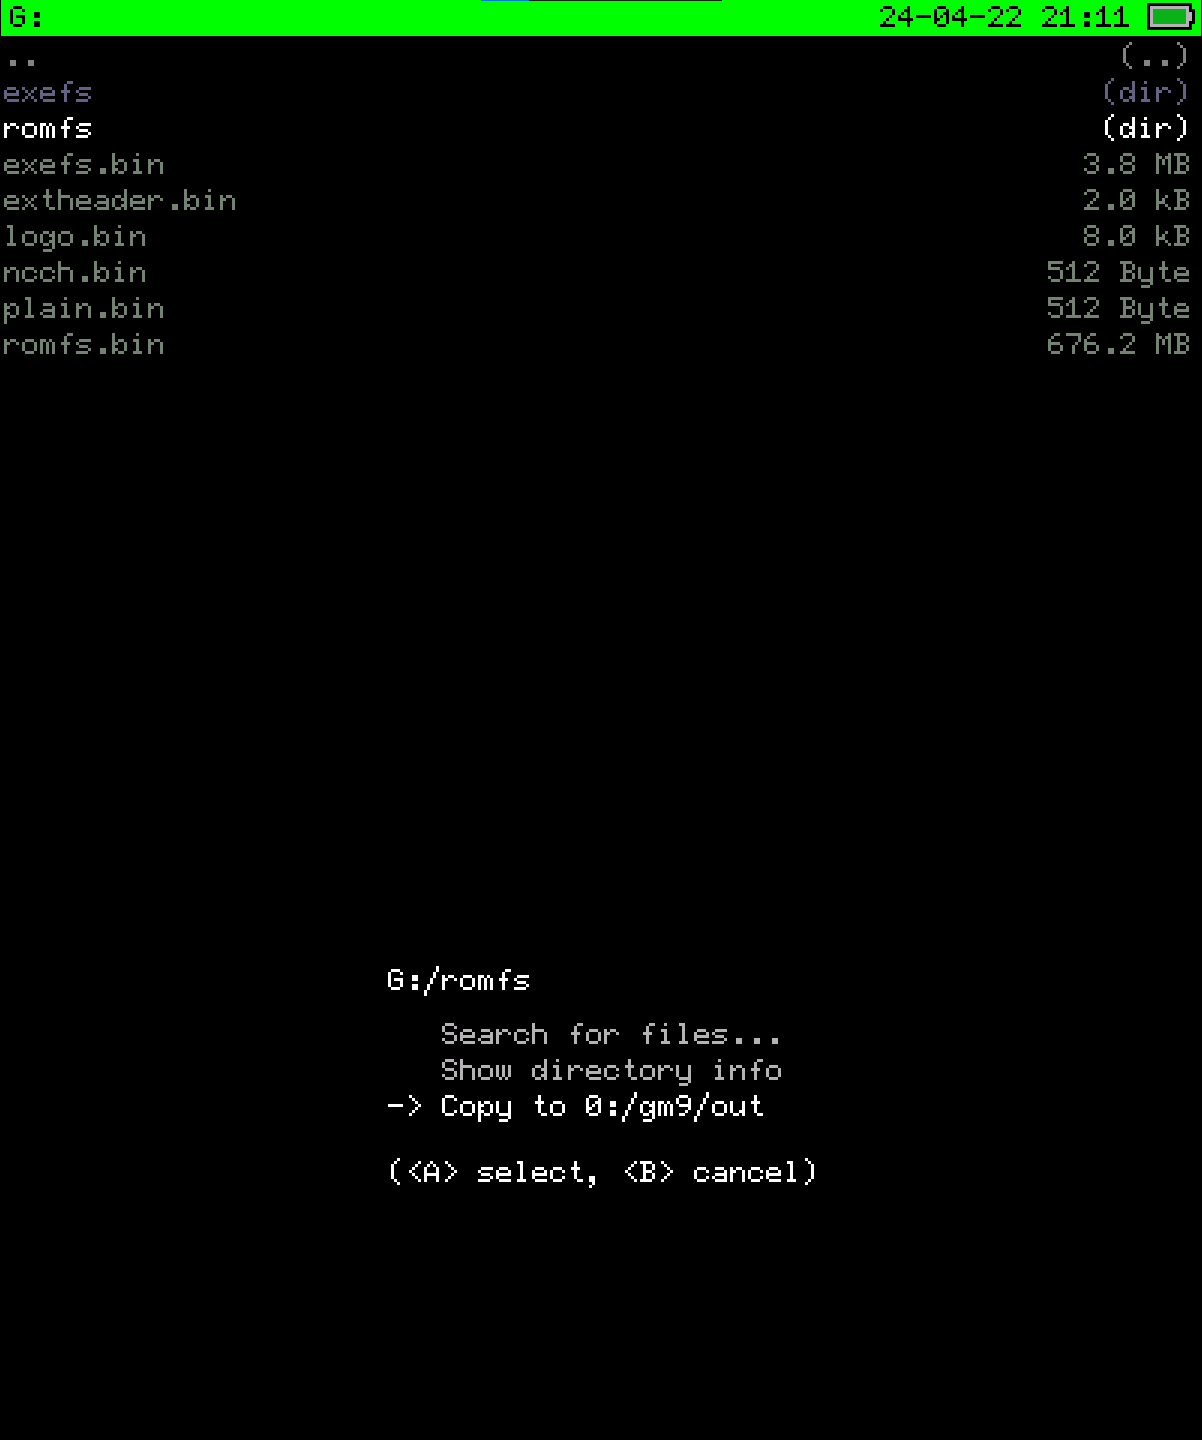 G: 24-04-22 21:11
.. (..)
exefs (dir)
romfs (dir)
exefs.bin 3.8 MB
extheader.bin 2.0 kB
logo.bin 8.0 kB
ncch.bin 512 Byte
plain.bin 512 Byte
romfs.bin 676.2 MB
G:/romfs
Search for files...
Show directory info
-> Copy to 0:/gm9/out
(<A> select, <B> cancel)